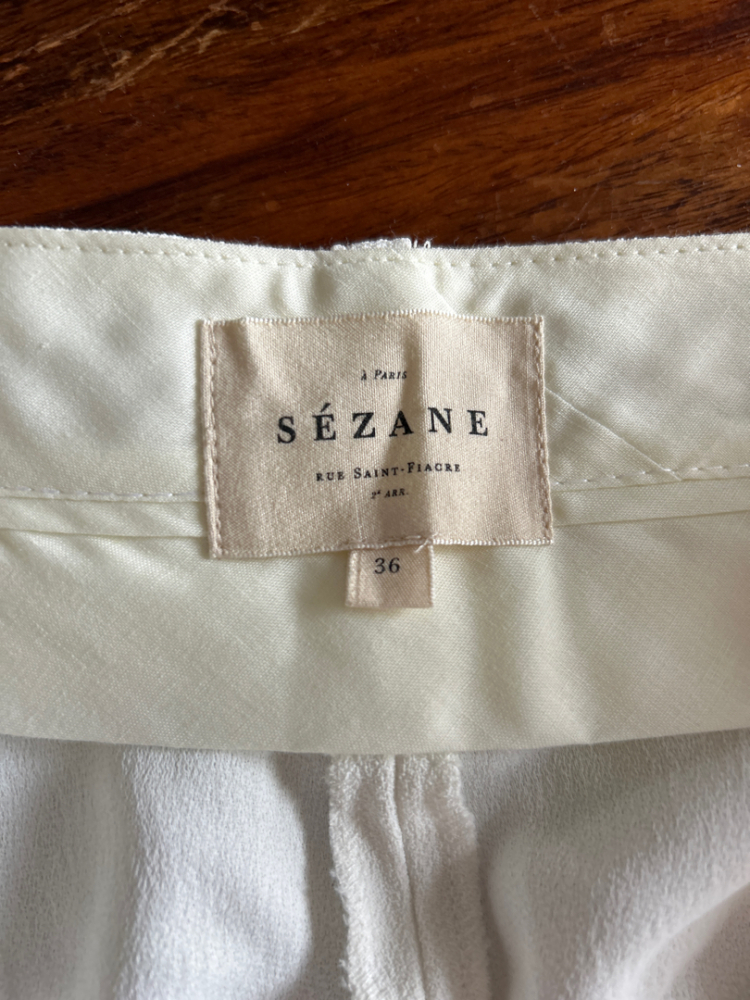 À PARIS
SÉZANE
RUE SAINT-FIACRE
2e ARR.
36